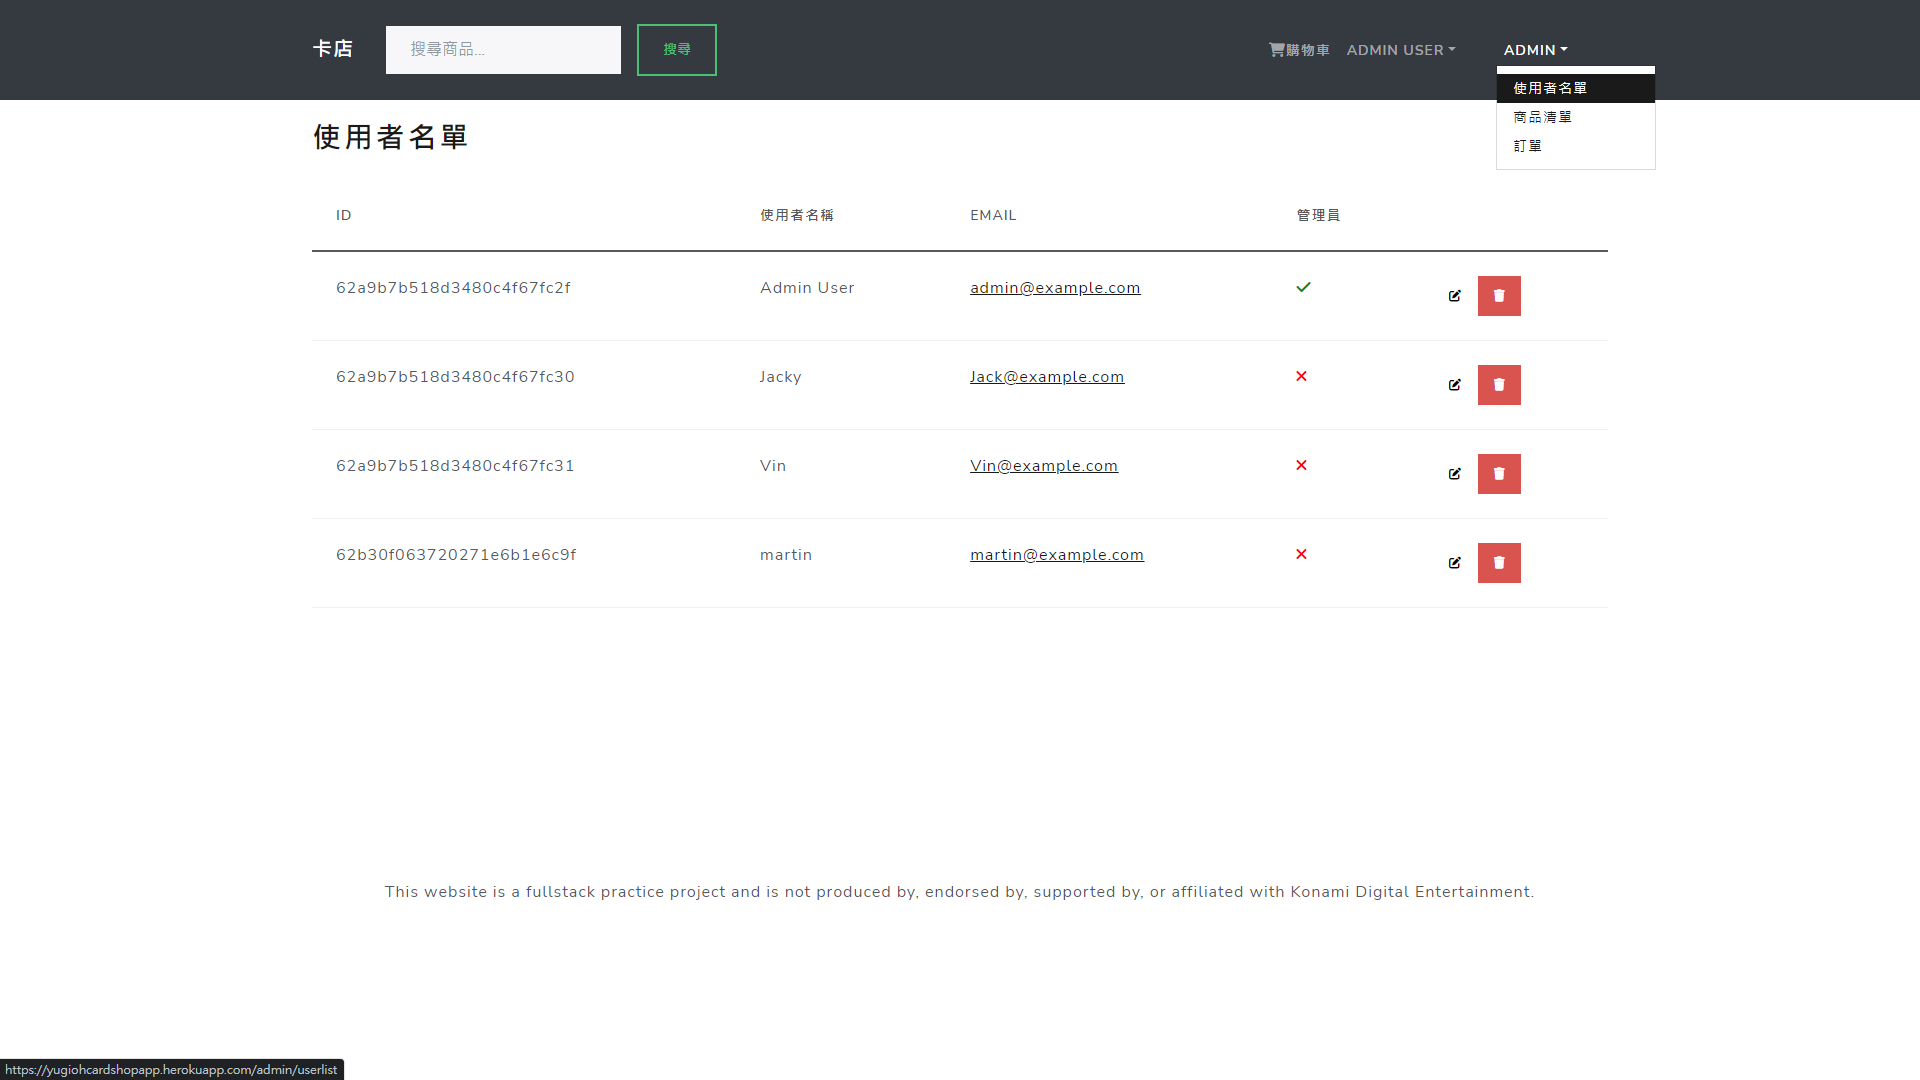 卡店 搜尋商品... 搜尋 購物車 ADMIN USER ADMIN
使用者名單
商品清單
訂單
使用者名單
ID 使用者名稱 EMAIL 管理員
62a9b7b518d3480c4f67fc2f Admin User admin@example.com
62a9b7b518d3480c4f67fc30 Jacky Jack@example.com
62a9b7b518d3480c4f67fc31 Vin Vin@example.com
62b30f063720271e6b1e6c9f martin martin@example.com
This website is a fullstack practice project and is not produced by, endorsed by, supported by, or affiliated with Konami Digital Entertainment.
https://yugiohcardshopapp.herokuapp.com/admin/userlist